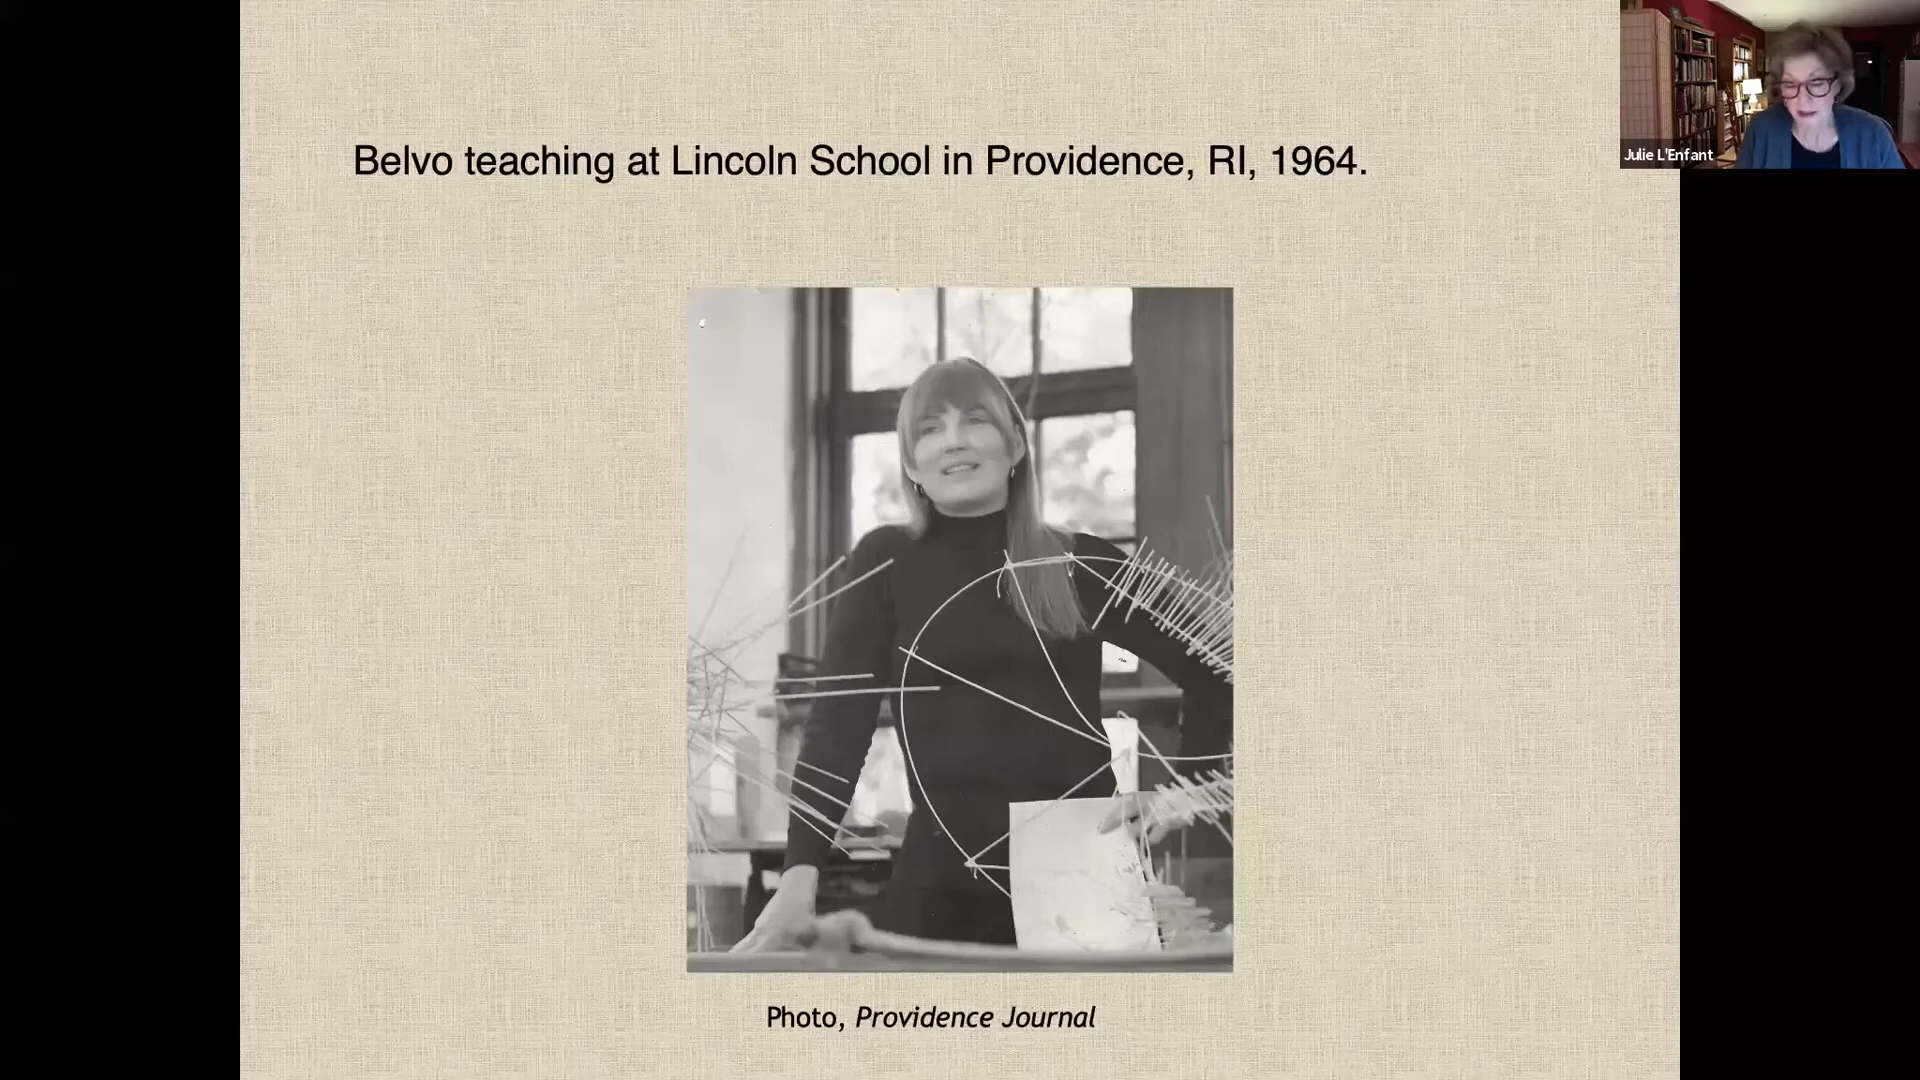 Belvo teaching at Lincoln School in Providence, RI, 1964.
Julie L'Enfant
Photo, Providence Journal